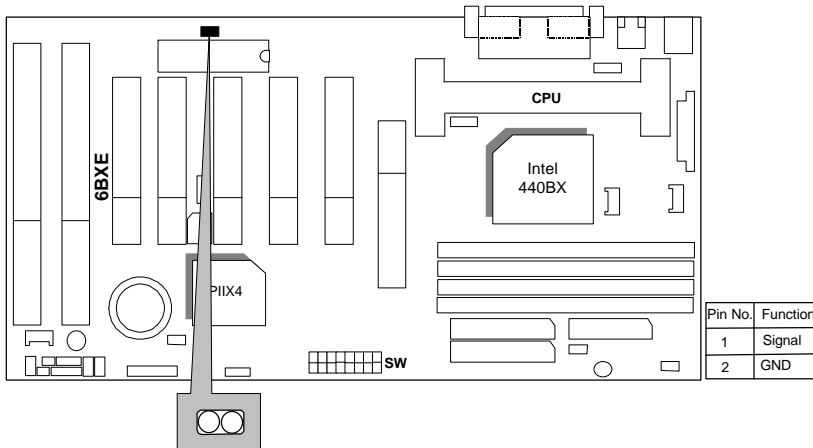 CPU
6BXE
Intel
440BX
PIIX4
SW
Pin No. Function
1 Signal
2 GND